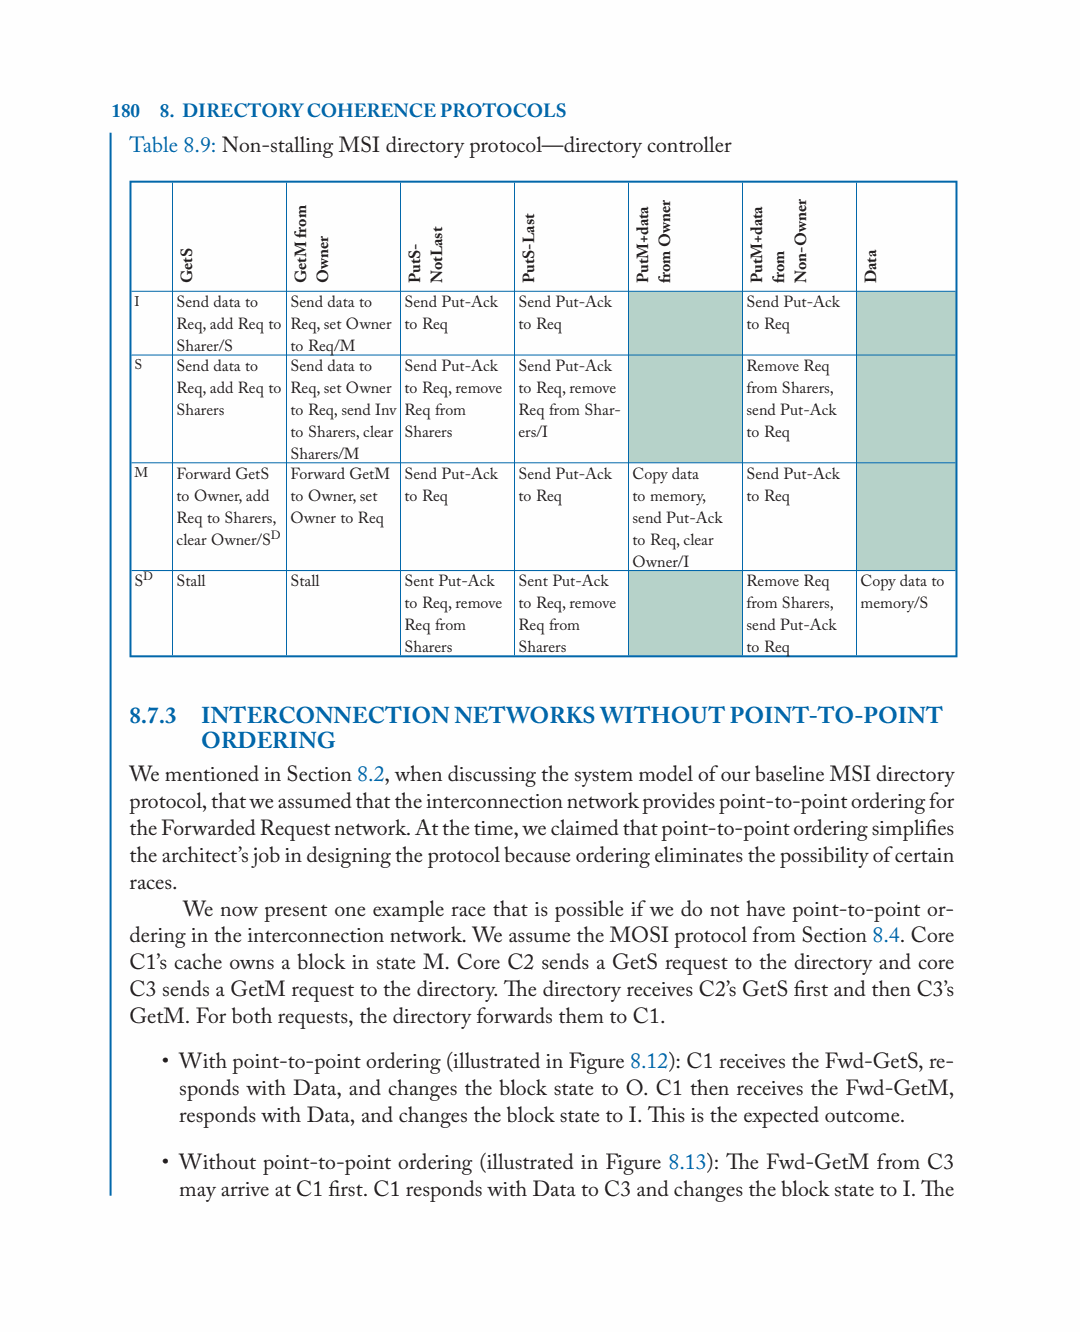 180 8. DIRECTORY COHERENCE PROTOCOLS
Table 8.9: Non-stalling MSI directory protocol—directory controller
GetS | GetM from Owner | PutS-NotLast | PutS-Last | PutM+data from Owner | PutM+data from Non-Owner | Data
I | Send data to | Send data to | Send Put-Ack | Send Put-Ack | | Send Put-Ack
Req, add Req to | Req, set Owner | to Req | to Req | | to Req
Sharer/S | to Req/M
S | Send data to | Send data to | Send Put-Ack | Send Put-Ack | | Remove Req
Req, add Req to | Req, set Owner | to Req, remove | to Req, remove | | from Sharers,
Sharers | to Req, send Inv | Req from | Req from Shar- | | send Put-Ack
to Sharers, clear | Sharers | ers/I | | to Req
Sharers/M
M | Forward GetS | Forward GetM | Send Put-Ack | Send Put-Ack | Copy data | Send Put-Ack
to Owner, add | to Owner, set | to Req | to Req | to memory, | to Req
Req to Sharers, | Owner to Req | | | send Put-Ack
clear Owner/S^D | | | | to Req, clear
Owner/I
S^D | Stall | Stall | Sent Put-Ack | Sent Put-Ack | | Remove Req | Copy data to
to Req, remove | to Req, remove | | from Sharers, | memory/S
Req from | Req from | | send Put-Ack
Sharers | Sharers | | to Req
8.7.3 INTERCONNECTION NETWORKS WITHOUT POINT-TO-POINT
ORDERING
We mentioned in Section 8.2, when discussing the system model of our baseline MSI directory
protocol, that we assumed that the interconnection network provides point-to-point ordering for
the Forwarded Request network. At the time, we claimed that point-to-point ordering simplifies
the architect's job in designing the protocol because ordering eliminates the possibility of certain
races.
We now present one example race that is possible if we do not have point-to-point or-
dering in the interconnection network. We assume the MOSI protocol from Section 8.4. Core
C1's cache owns a block in state M. Core C2 sends a GetS request to the directory and core
C3 sends a GetM request to the directory. The directory receives C2's GetS first and then C3's
GetM. For both requests, the directory forwards them to C1.
• With point-to-point ordering (illustrated in Figure 8.12): C1 receives the Fwd-GetS, re-
sponds with Data, and changes the block state to O. C1 then receives the Fwd-GetM,
responds with Data, and changes the block state to I. This is the expected outcome.
• Without point-to-point ordering (illustrated in Figure 8.13): The Fwd-GetM from C3
may arrive at C1 first. C1 responds with Data to C3 and changes the block state to I. The